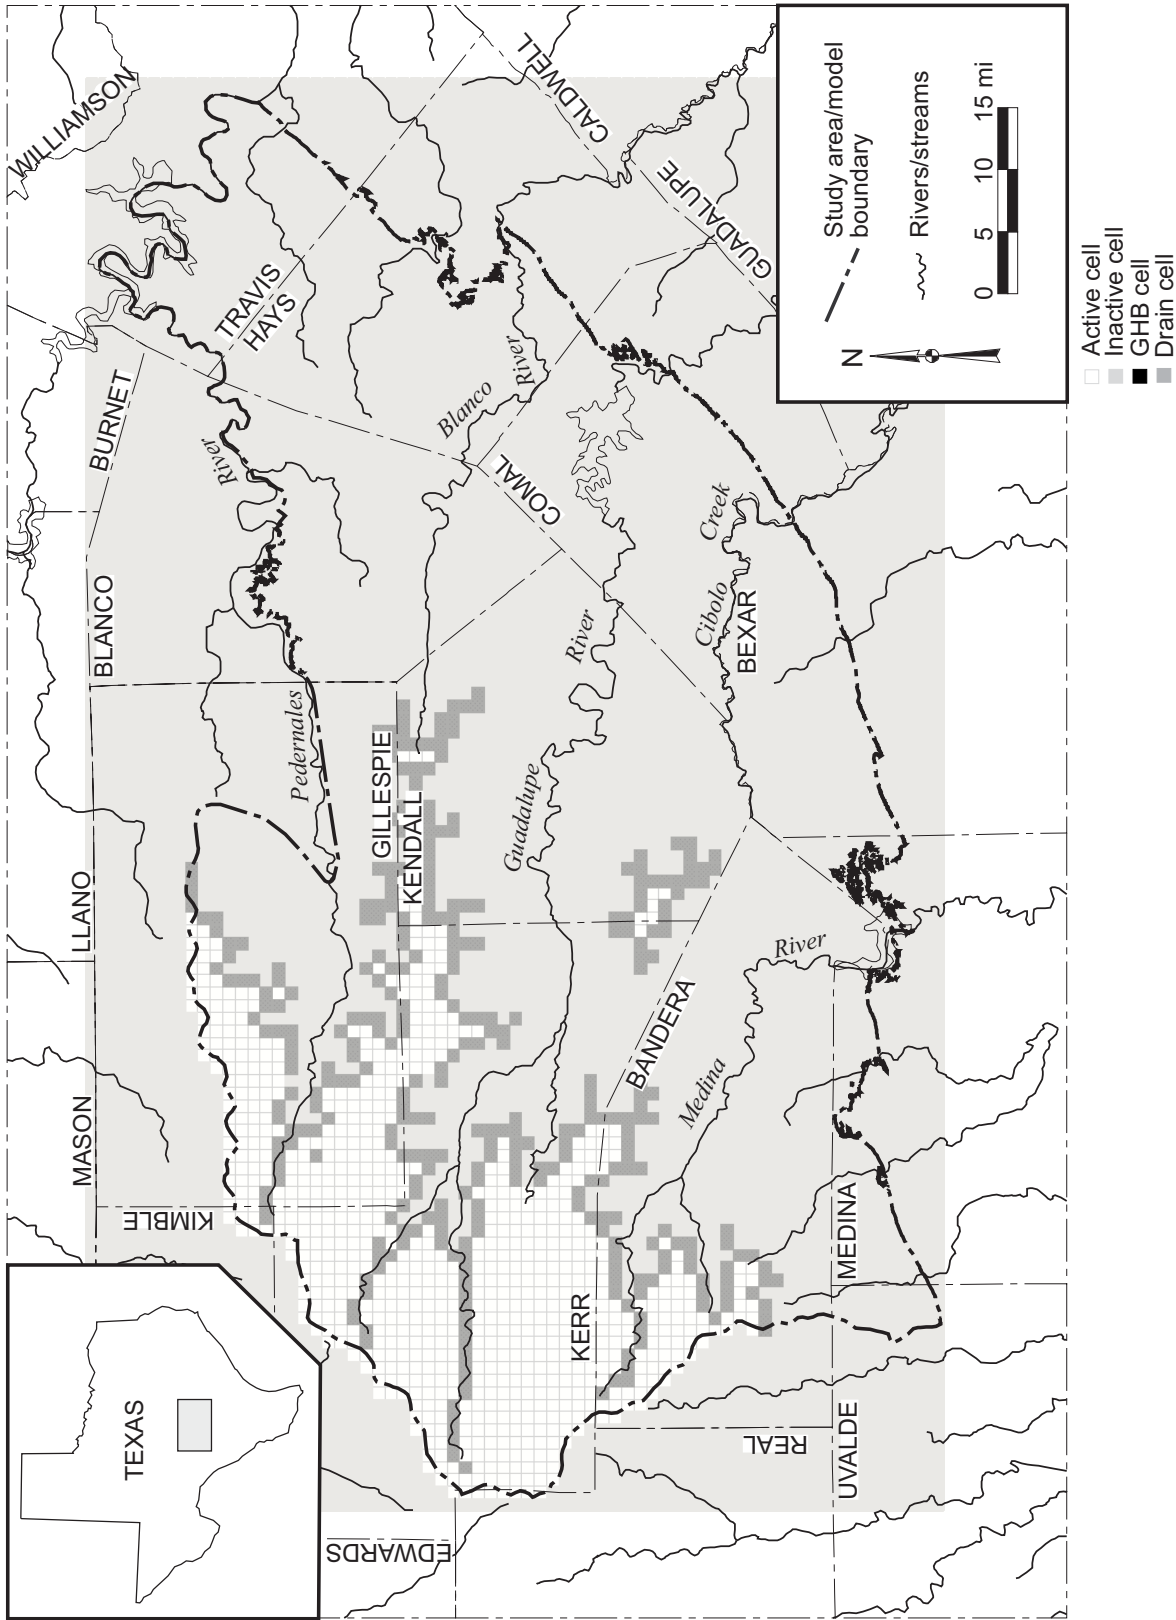 WILLIAMSON
CALDWELL
GUADALUPE
TRAVIS
HAYS
BURNET
River
Blanco
River
COMAL
BLANCO
Pedernales
River
Guadalupe
Creek
Cibolo
BEXAR
GILLESPIE
KENDALL
LLANO
River
BANDERA
Medina
MASON
KIMBLE
MEDINA
KERR
REAL
UVALDE
EDWARDS
TEXAS
Study area/model
boundary
Rivers/streams
N
0 5 10 15 mi
Active cell
Inactive cell
GHB cell
Drain cell